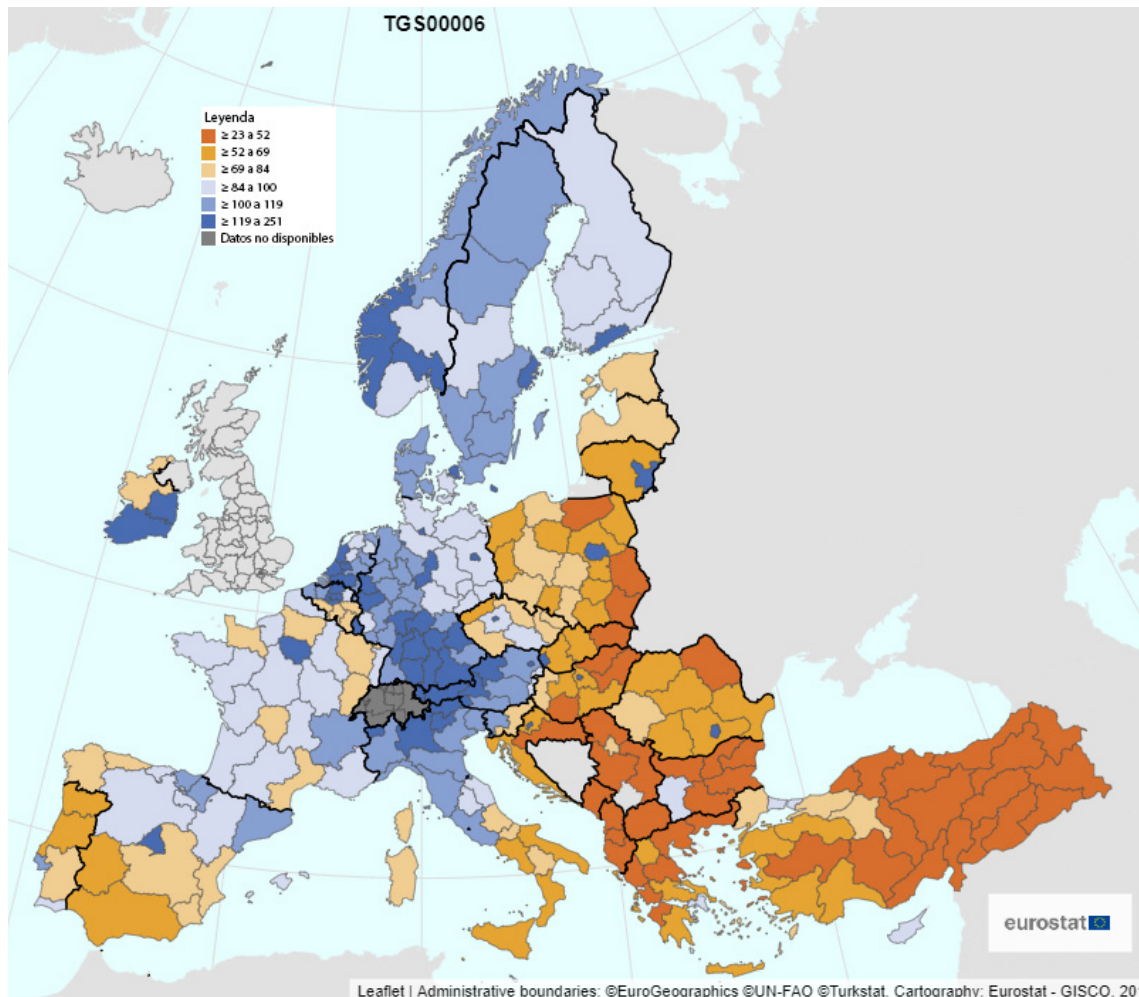 TGS00006
Leyenda
≥ 23 a 52
≥ 52 a 69
≥ 69 a 84
≥ 84 a 100
≥ 100 a 119
≥ 119 a 251
Datos no disponibles
eurostat
Leaflet | Administrative boundaries: ©EuroGeographics ©UN-FAO ©Turkstat. Cartography: Eurostat - GISCO, 20